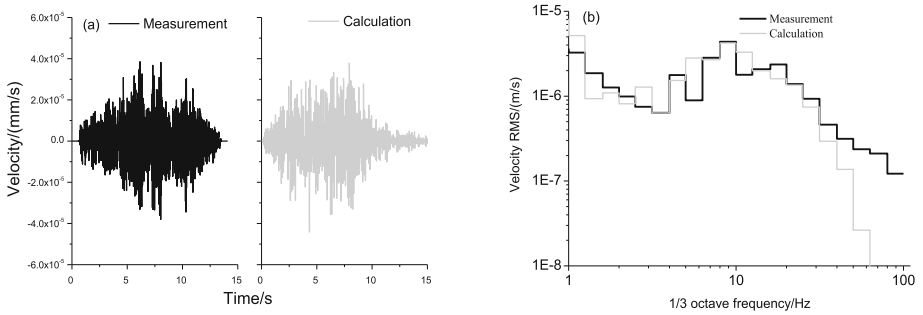 (a)
Measurement
Calculation
Velocity/(mm/s)
6.0x10⁻⁵
4.0x10⁻⁵
2.0x10⁻⁵
0.0
-2.0x10⁻⁵
-4.0x10⁻⁵
-6.0x10⁻⁵
0 5 10 15
0 5 10 15
Time/s
(b)
Measurement
Calculation
Velocity RMS/(m/s)
1E-5
1E-6
1E-7
1E-8
1 10 100
1/3 octave frequency/Hz